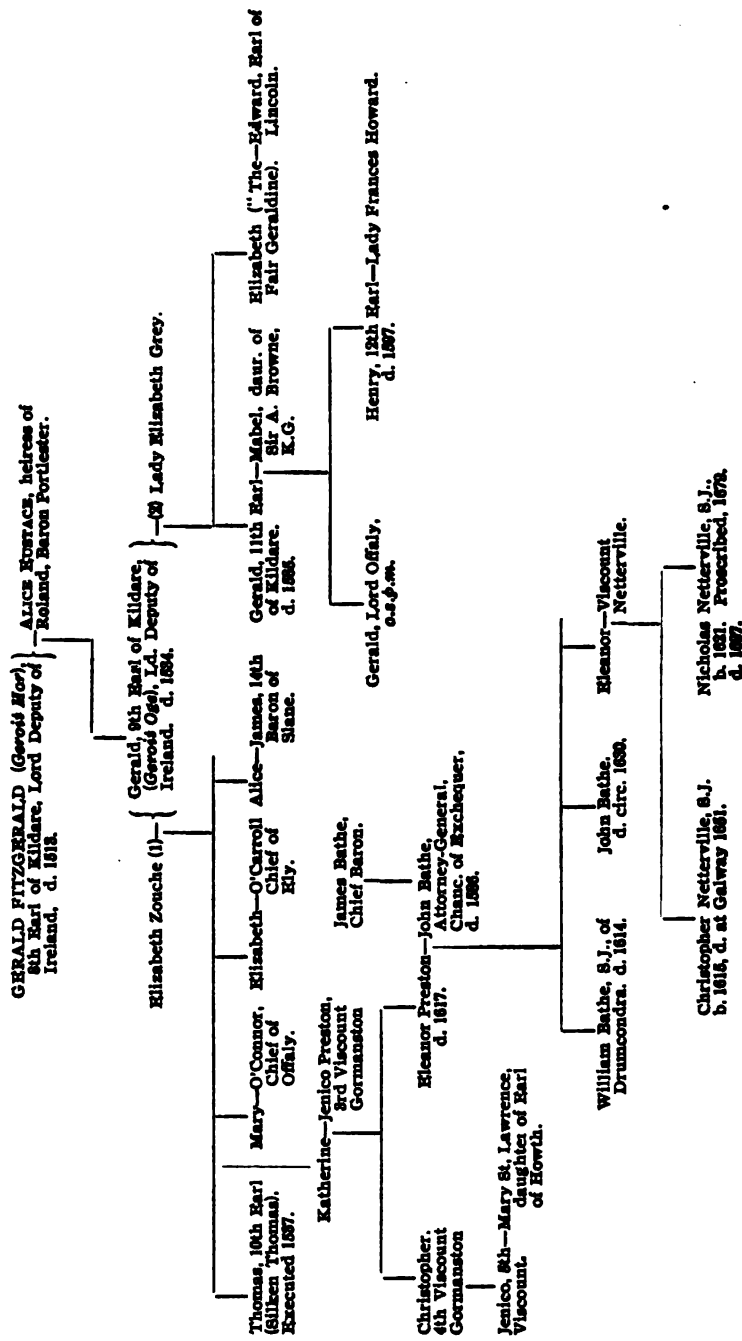 GERALD FITZGERALD (Geroid Mor),
8th Earl of Kildare, Lord Deputy of
Ireland, d. 1513.
—ALICE EUSTACE, heiress of
Roland, Baron Portlester.
Elizabeth Zouche (1)—
Gerald, 9th Earl of Kildare,
(Geroid Oge), Ld. Deputy of
Ireland. d. 1534.
—(2) Lady Elizabeth Grey.
Thomas, 10th Earl
(Silken Thomas).
Executed 1537.
Mary—O'Connor,
Chief of
Offaly.
Elizabeth—O'Carroll
Chief of
Ely.
Alice—James, 14th
Baron of
Slane.
Gerald, 11th Earl—Mabel, daur. of
of Kildare. Sir A. Browne,
d. 1585. K.G.
Elizabeth ("The—Edward, Earl of
Fair Geraldine). Lincoln.
Katherine—Jenico Preston,
3rd Viscount
Gormanston
James Bathe,
Chief Baron.
Gerald, Lord Offaly,
o.s.p.m.
Henry, 12th Earl—Lady Frances Howard.
d. 1597.
Christopher.
4th Viscount
Gormanston
Eleanor Preston—John Bathe,
d. 1617. Attorney-General,
Chanc. of Exchequer,
d. 1586.
Jenico, 5th—Mary St. Lawrence,
Viscount. daughter of Earl
of Howth.
William Bathe, S.J., of
Drumcondra. d. 1614.
John Bathe.
d. circ. 1630.
Eleanor—Viscount
Netterville.
Christopher Netterville, S.J.
b. 1615, d. at Galway 1651.
Nicholas Netterville, S.J.,
b. 1621. Proscribed, 1679.
d. 1697.